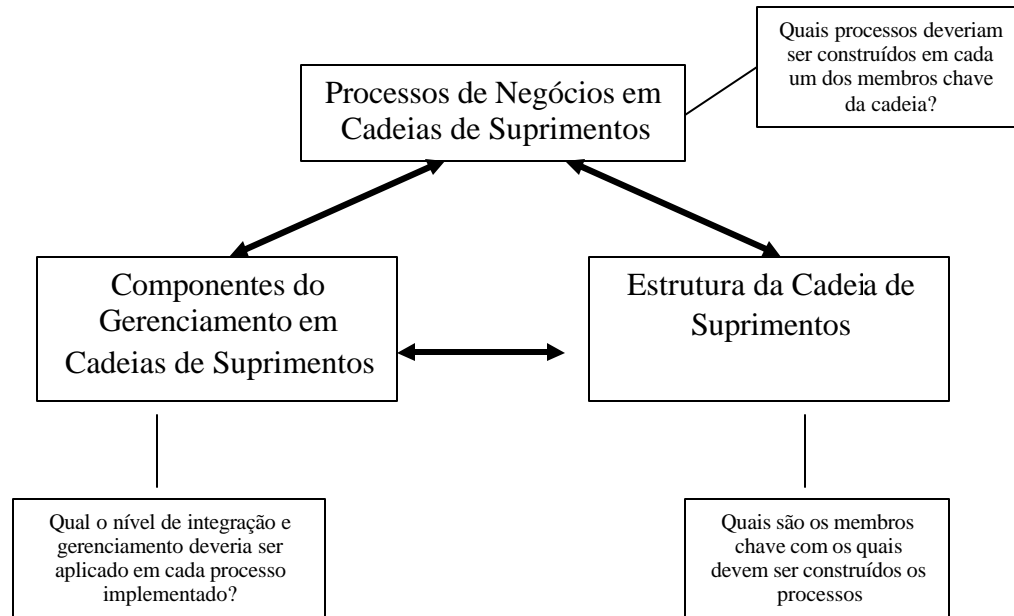 Quais processos deveriam
ser construídos em cada
um dos membros chave
da cadeia?
Processos de Negócios em
Cadeias de Suprimentos
Componentes do
Gerenciamento em
Cadeias de Suprimentos
Estrutura da Cadeia de
Suprimentos
Qual o nível de integração e
gerenciamento deveria ser
aplicado em cada processo
implementado?
Quais são os membros
chave com os quais
devem ser construídos os
processos